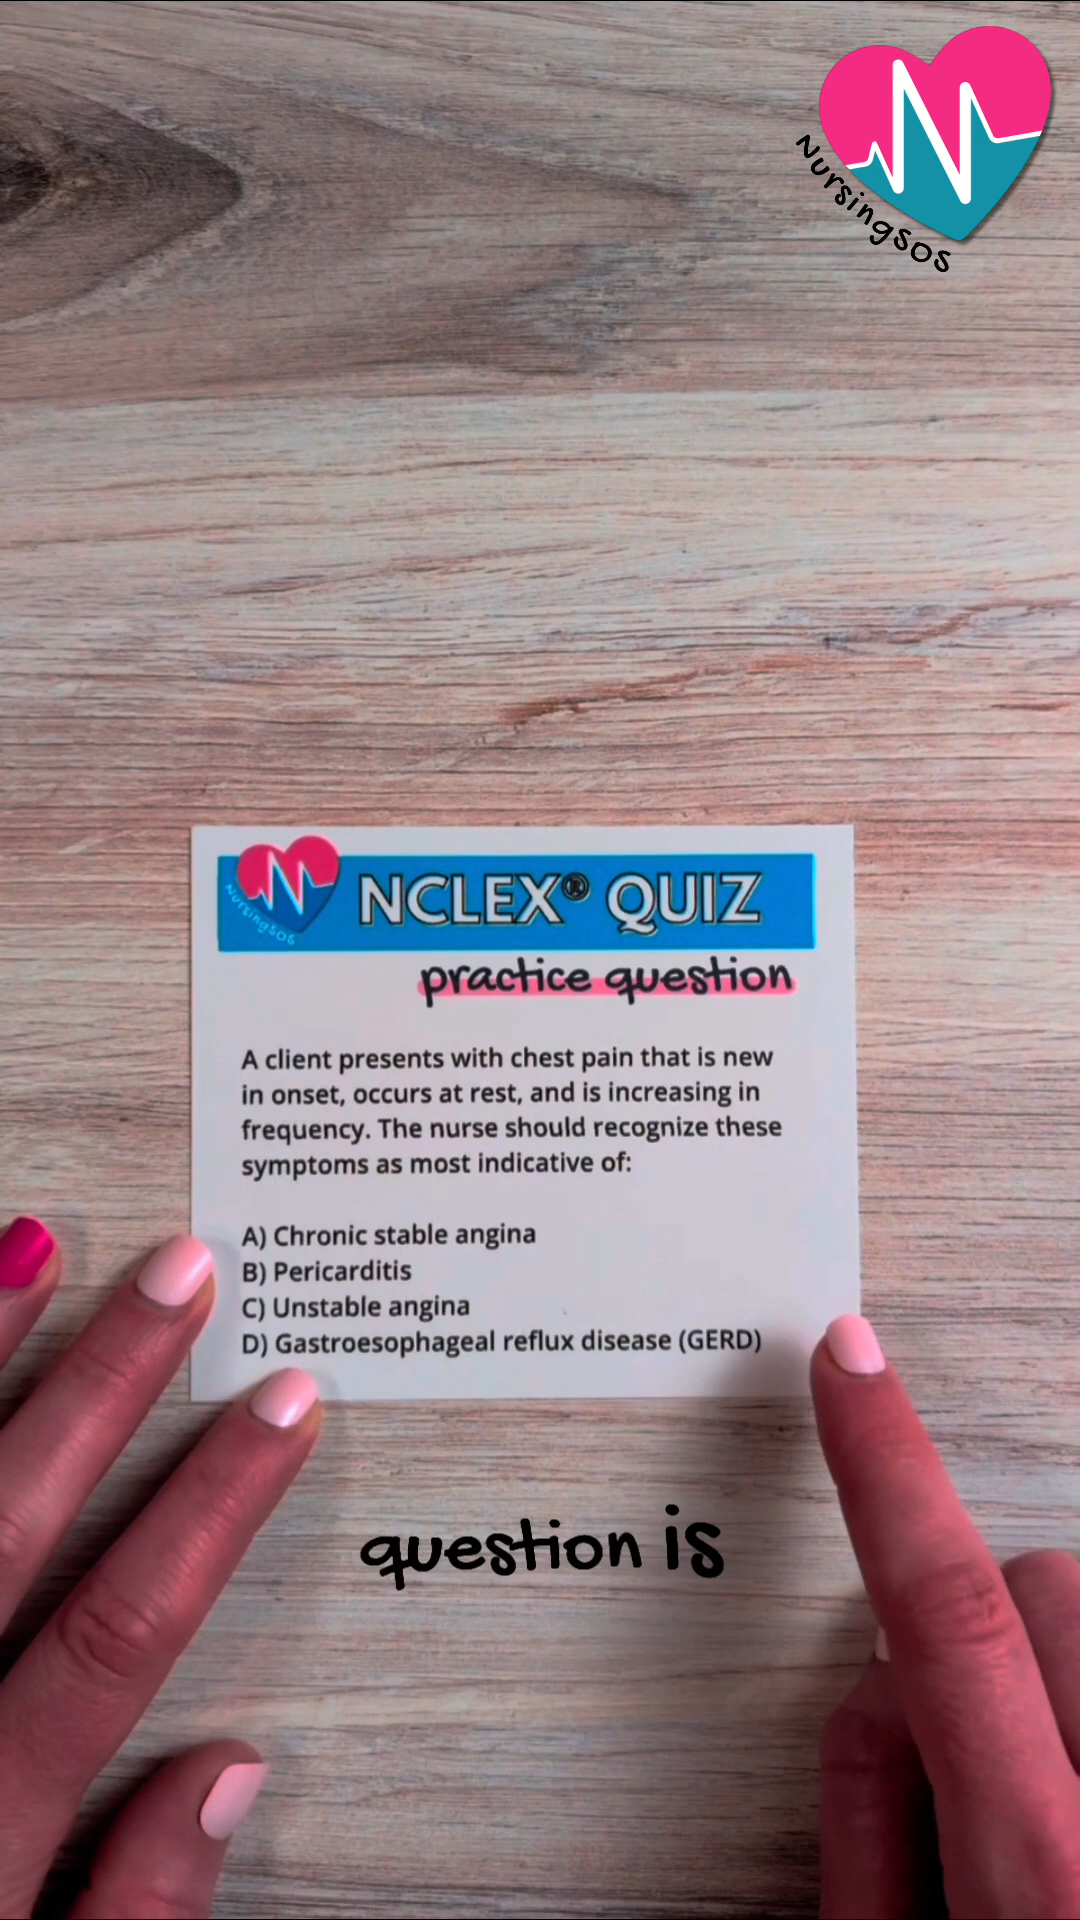 NursingSOS
NursingSOS
NCLEX® QUIZ
practice question
A client presents with chest pain that is new
in onset, occurs at rest, and is increasing in
frequency. The nurse should recognize these
symptoms as most indicative of:
A) Chronic stable angina
B) Pericarditis
C) Unstable angina
D) Gastroesophageal reflux disease (GERD)
question is